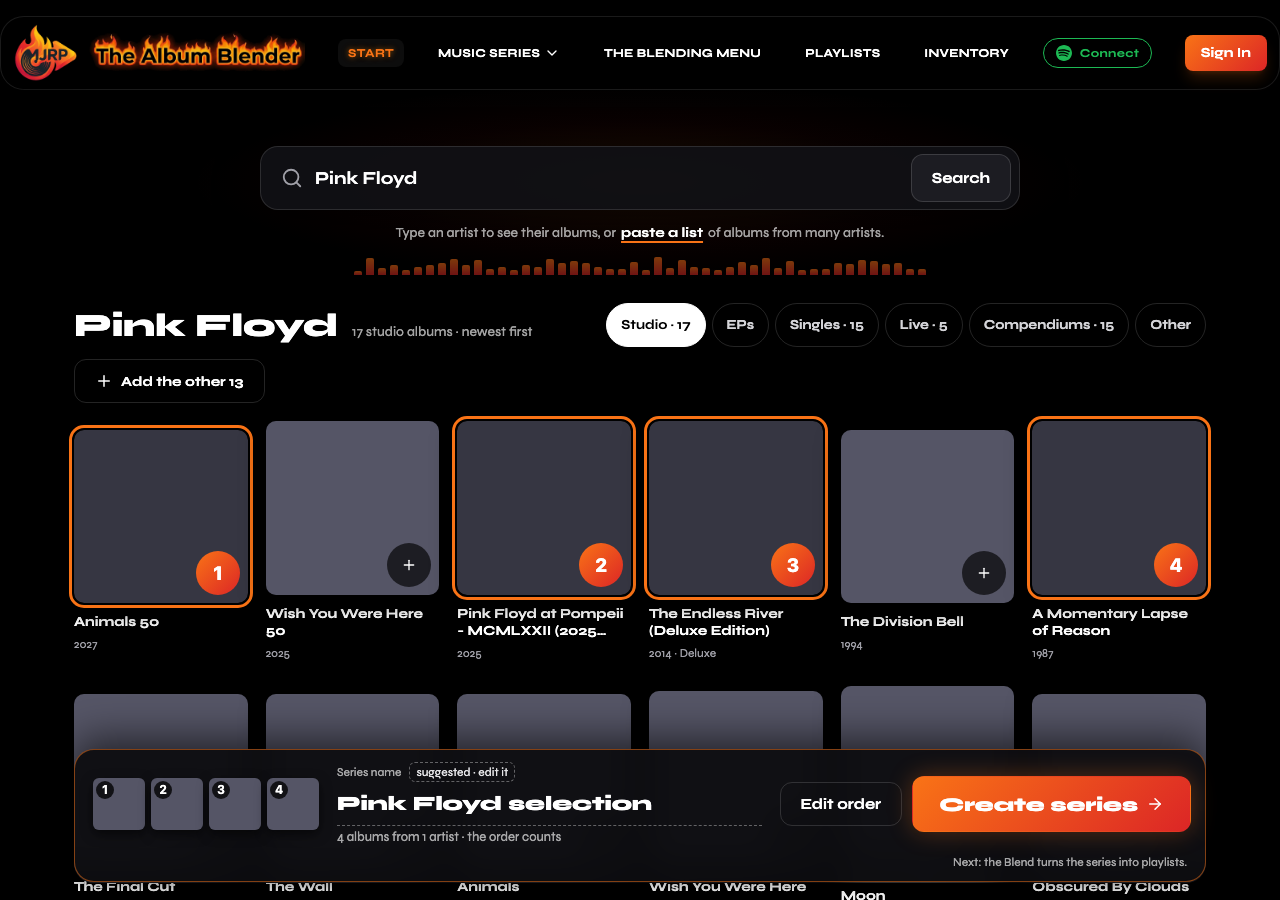 JRP The Album Blender START MUSIC SERIES THE BLENDING MENU PLAYLISTS INVENTORY Connect Sign In
Pink Floyd Search
Type an artist to see their albums, or paste a list of albums from many artists.
Pink Floyd 17 studio albums · newest first Studio · 17 EPs Singles · 15 Live · 5 Compendiums · 15 Other
+ Add the other 13
1 + 2 3 + 4
Animals 50
2027
Wish You Were Here
50
2025
Pink Floyd at Pompeii
- MCMLXXII (2025...
2025
The Endless River
(Deluxe Edition)
2014 · Deluxe
The Division Bell
1994
A Momentary Lapse
of Reason
1987
1 2 3 4
Series name suggested · edit it
Pink Floyd selection
4 albums from 1 artist · the order counts
Edit order
Create series →
Next: the Blend turns the series into playlists.
The Final Cut The Wall Animals Wish You Were Here Moon Obscured By Clouds